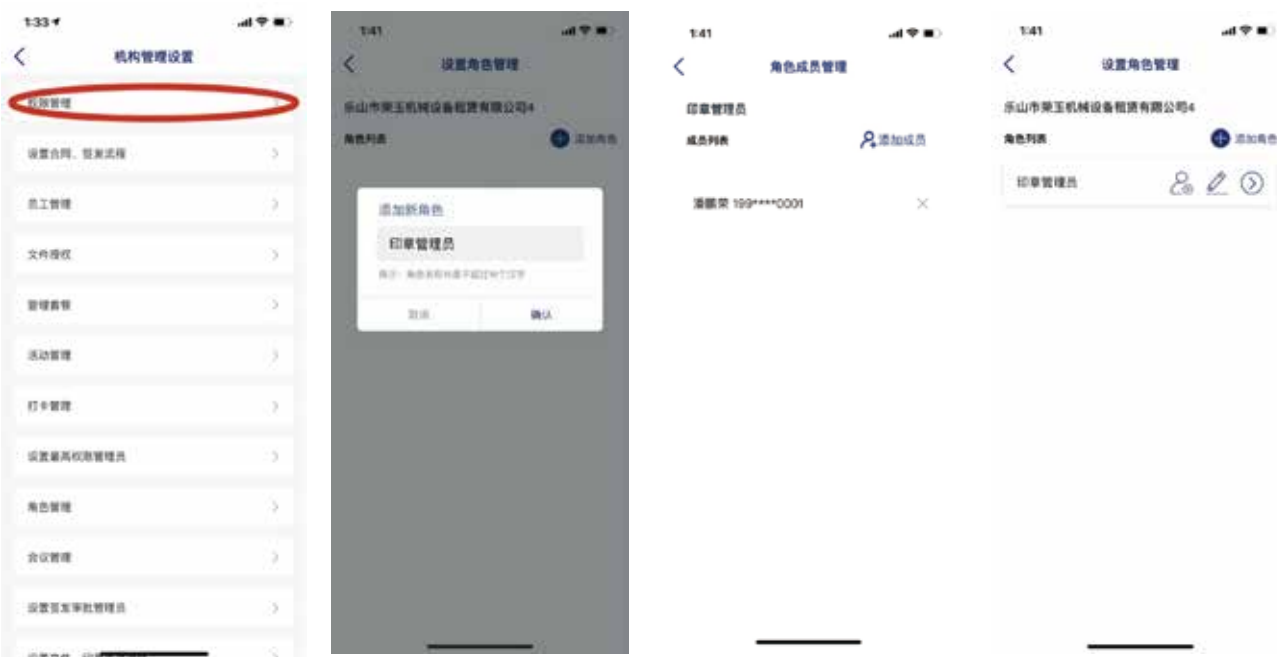 1:33
机构管理设置
权限管理
设置合同、签发流程
员工管理
文件授权
管理套餐
活动管理
打卡管理
设置最高权限管理员
角色管理
会议管理
设置签发审批管理员
1:41
设置角色管理
乐山市荣玉机械设备租赁有限公司4
角色列表
添加角色
添加新角色
印章管理员
取消
确认
1:41
角色成员管理
印章管理员
成员列表
添加成员
潘鹏荣 199****0001
1:41
设置角色管理
乐山市荣玉机械设备租赁有限公司4
角色列表
添加角色
印章管理员